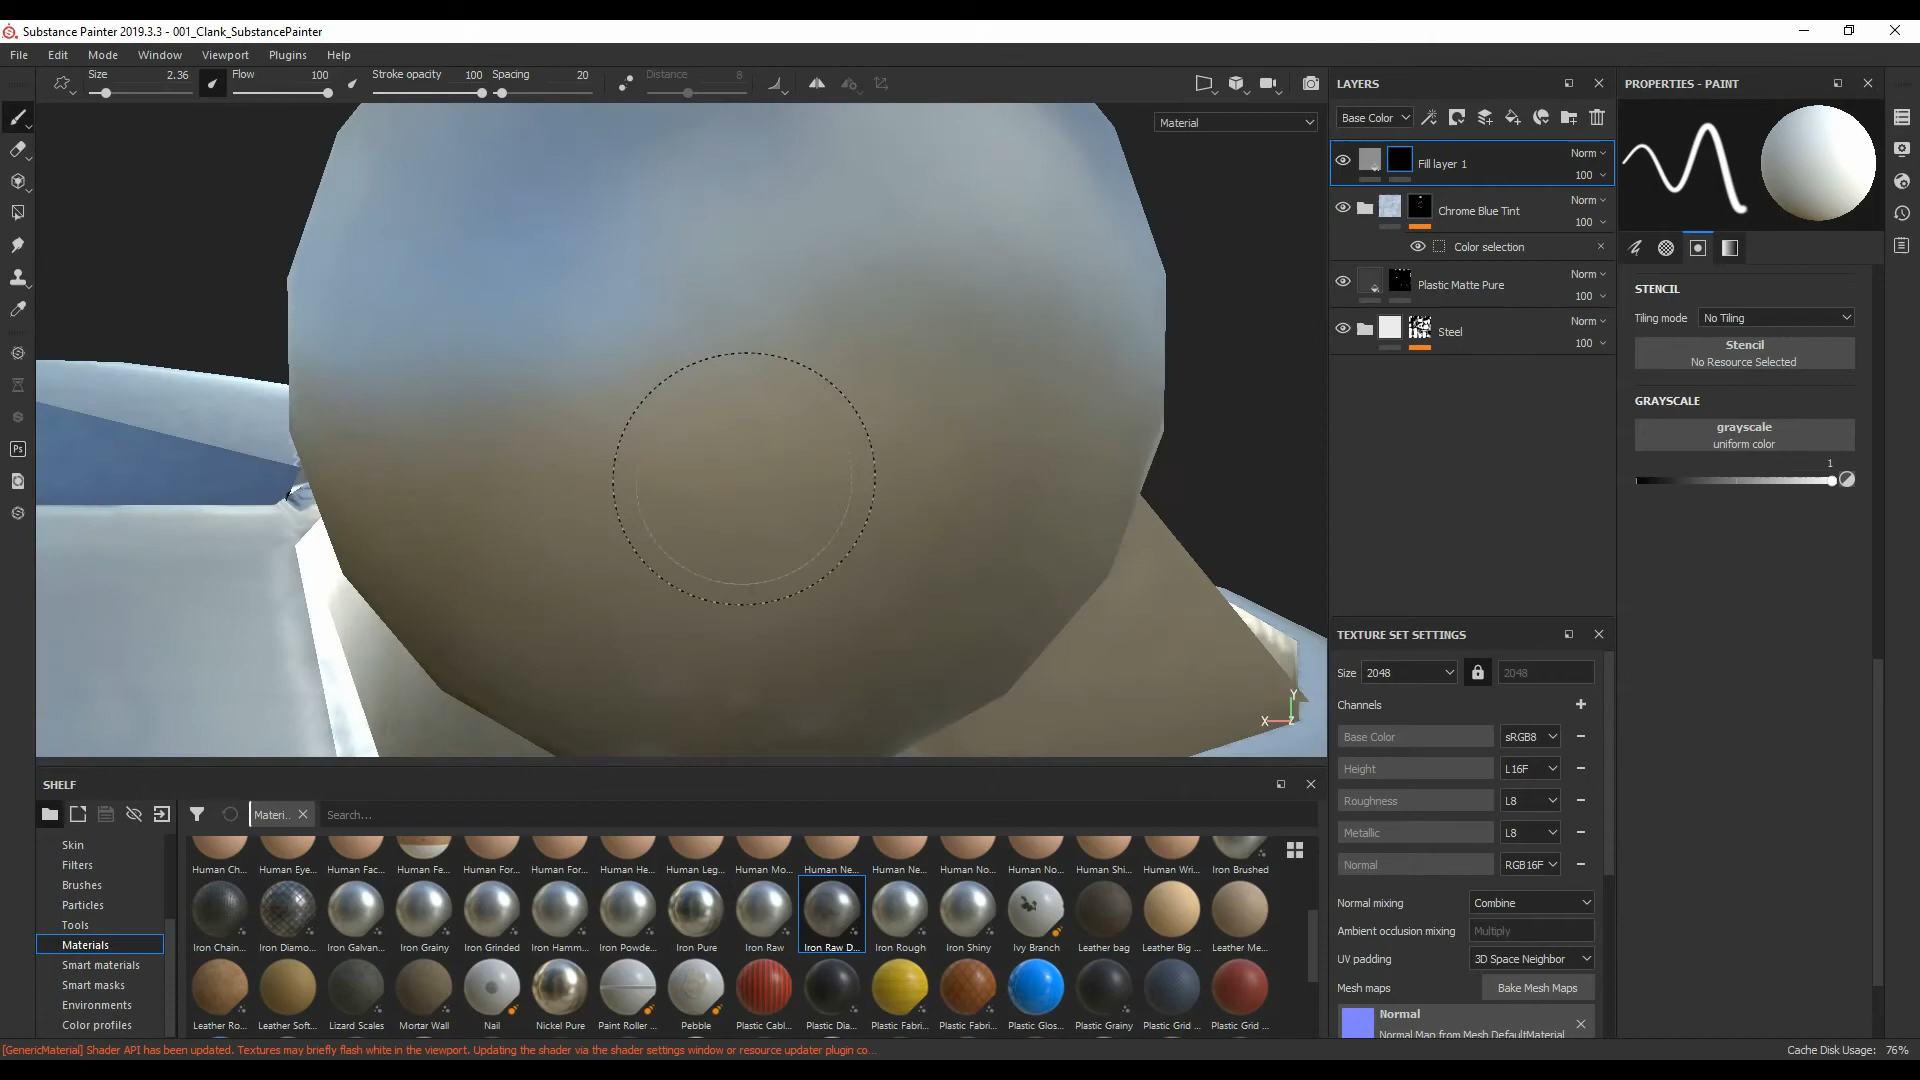 Substance Painter 2019.3.3 - 001_Clank_SubstancePainter
File Edit Mode Window Viewport Plugins Help
Size 2.36 Flow 100 Stroke opacity 100 Spacing 20 Distance 8
Material
LAYERS
Base Color
Fill layer 1 Norm 100
Chrome Blue Tint Norm 100
Color selection
Plastic Matte Pure Norm 100
Steel Norm 100
PROPERTIES - PAINT
STENCIL
Tiling mode No Tiling
Stencil
No Resource Selected
GRAYSCALE
grayscale
uniform color
1
Ps
Y
X Z
TEXTURE SET SETTINGS
Size 2048 2048
Channels
Base Color sRGB8
Height L16F
Roughness L8
Metallic L8
Normal RGB16F
Normal mixing Combine
Ambient occlusion mixing Multiply
UV padding 3D Space Neighbor
Mesh maps Bake Mesh Maps
Normal
Normal Map from Mesh DefaultMaterial
SHELF
Materi.. Search...
Skin
Filters
Brushes
Particles
Tools
Materials
Smart materials
Smart masks
Environments
Color profiles
Human Ch... Human Eye... Human Fac... Human Fe... Human For... Human For... Human He... Human Leg... Human Mo... Human Ne... Human Ne... Human No... Human No... Human Shi... Human Wri... Iron Brushed
Iron Chain... Iron Diamo... Iron Galvan... Iron Grainy Iron Grinded Iron Hamm... Iron Powde... Iron Pure Iron Raw Iron Raw D... Iron Rough Iron Shiny Ivy Branch Leather bag Leather Big ... Leather Me...
Leather Ro... Leather Soft... Lizard Scales Mortar Wall Nail Nickel Pure Paint Roller ... Pebble Plastic Cabl... Plastic Dia... Plastic Fabri... Plastic Fabri... Plastic Glos... Plastic Grainy Plastic Grid ... Plastic Grid ...
[GenericMaterial] Shader API has been updated. Textures may briefly flash white in the viewport. Updating the shader via the shader settings window or resource updater plugin co...
Cache Disk Usage: 76%